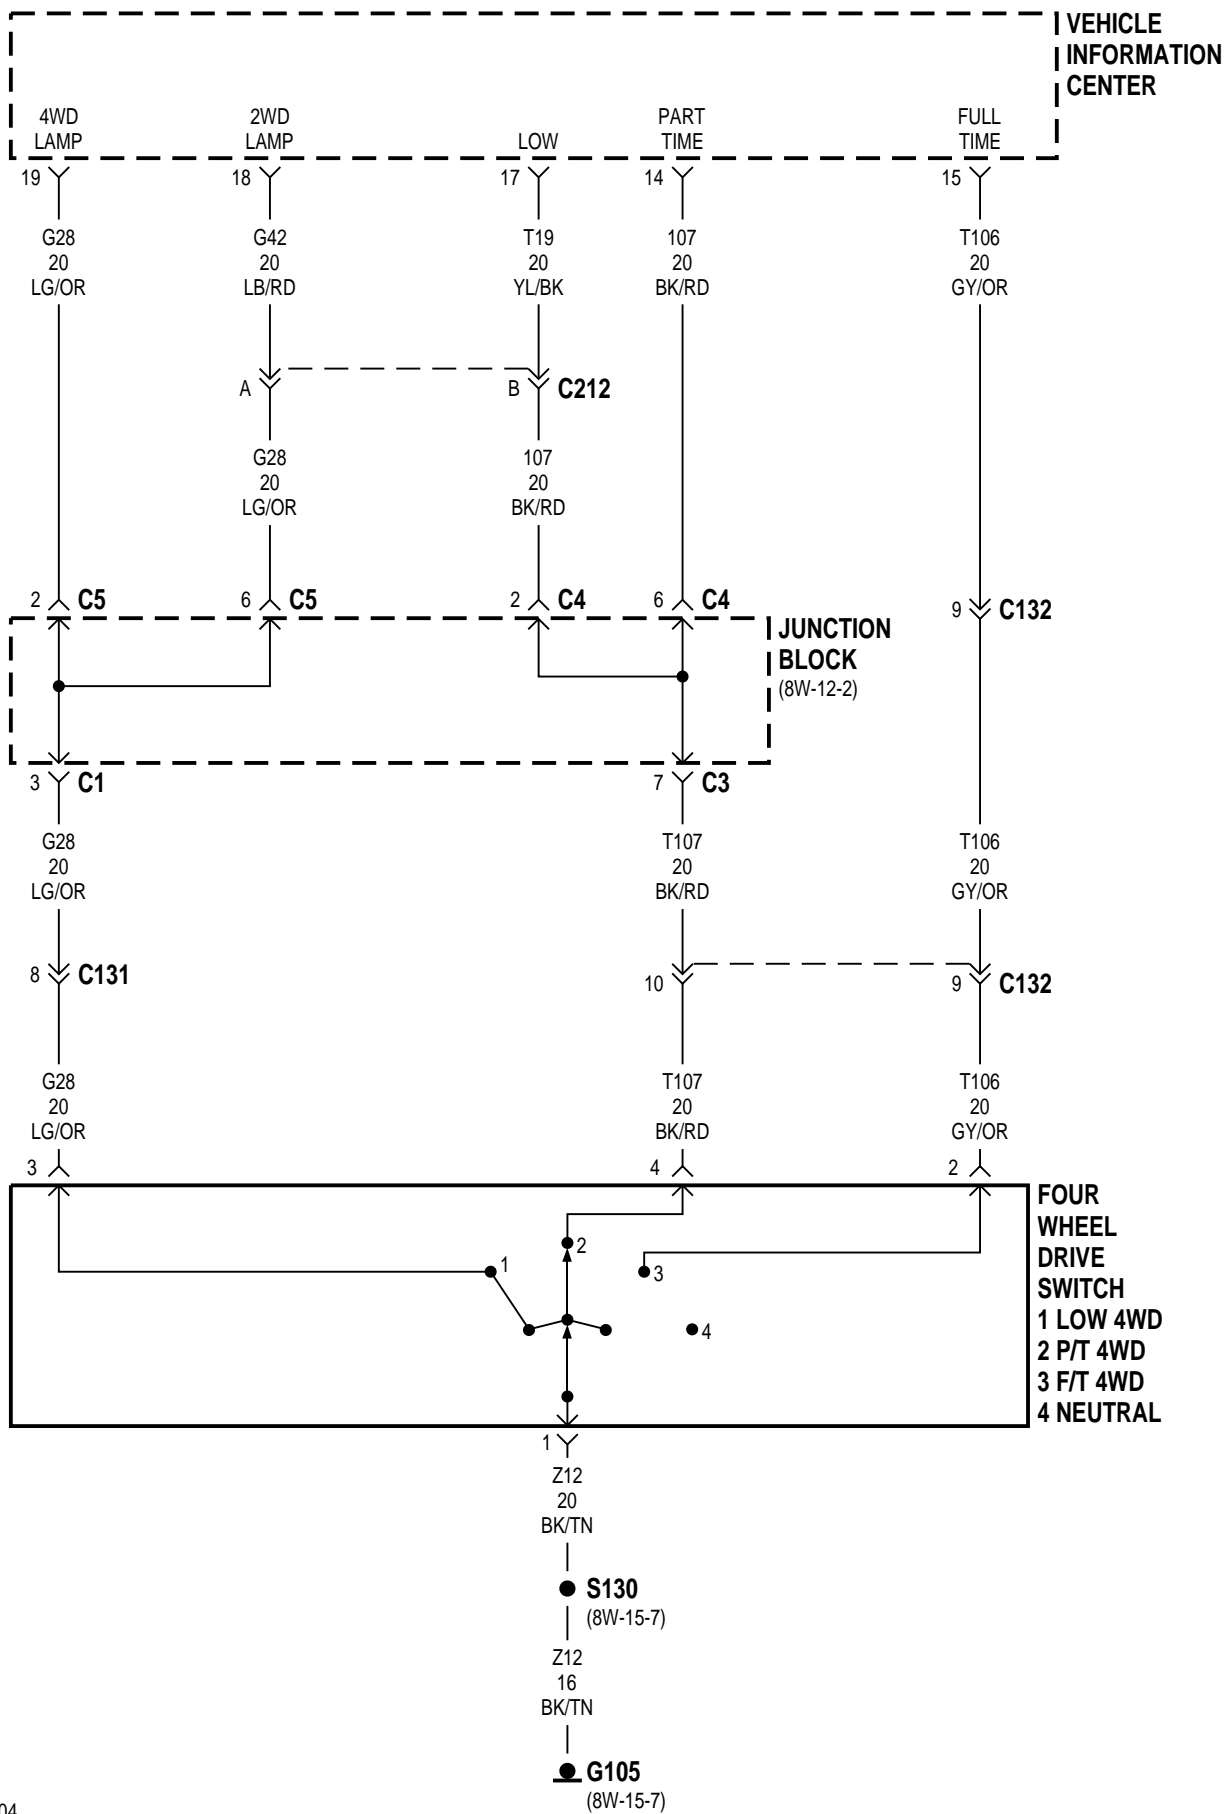 VEHICLE
INFORMATION
CENTER
4WD
LAMP
2WD
LAMP
LOW
PART
TIME
FULL
TIME
19
18
17
14
15
G28
20
LG/OR
G42
20
LB/RD
T19
20
YL/BK
107
20
BK/RD
T106
20
GY/OR
A
B
C212
G28
20
LG/OR
107
20
BK/RD
2
C5
6
C5
2
C4
6
C4
9
C132
JUNCTION
BLOCK
(8W-12-2)
3
C1
7
C3
G28
20
LG/OR
T107
20
BK/RD
T106
20
GY/OR
8
C131
10
9
C132
G28
20
LG/OR
T107
20
BK/RD
T106
20
GY/OR
3
4
2
FOUR
WHEEL
DRIVE
SWITCH
1 LOW 4WD
2 P/T 4WD
3 F/T 4WD
4 NEUTRAL
1
2
3
4
1
Z12
20
BK/TN
S130
(8W-15-7)
Z12
16
BK/TN
G105
(8W-15-7)